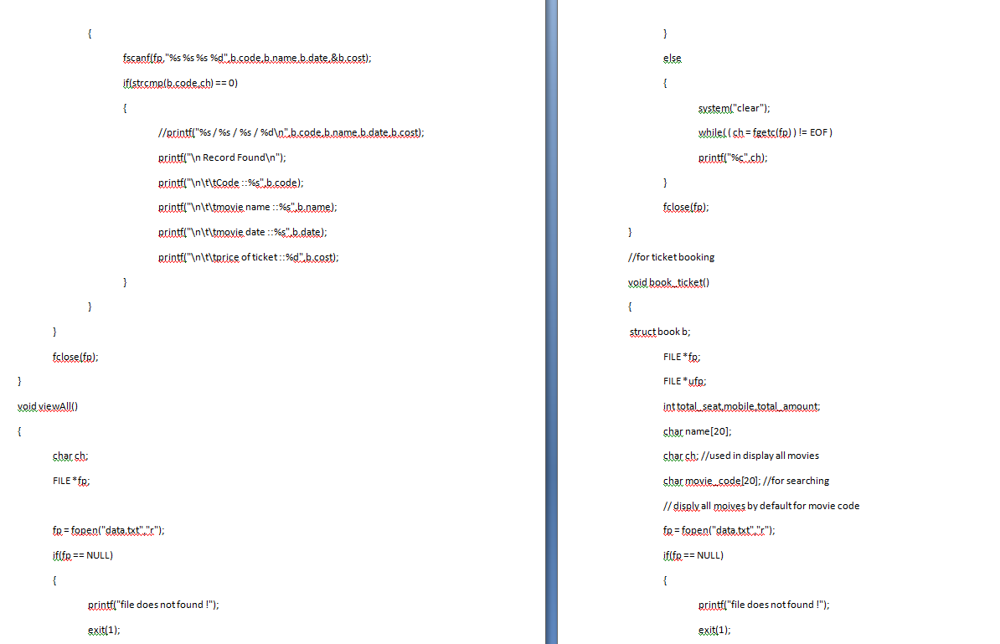 {
fscanf(fp,"%s %s %s %d",b.code,b.name,b.date,&b.cost);
if(strcmp(b.code,ch) == 0)
{
//printf("%s / %s / %s / %d\n",b.code,b.name,b.date,b.cost);
printf("\n Record Found\n");
printf("\n\t\tCode ::%s",b.code);
printf("\n\t\tmovie name ::%s",b.name);
printf("\n\t\tmovie date ::%s",b.date);
printf("\n\t\tprice of ticket ::%d",b.cost);
}
}
}
fclose(fp);
}
void viewAll()
{
char ch;
FILE *fp;
fp = fopen("data.txt","r");
if(fp == NULL)
{
printf("file does not found !");
exit(1);
}
else
{
system("clear");
while( ( ch = fgetc(fp) ) != EOF )
printf("%c",ch);
}
fclose(fp);
}
//for ticket booking
void book_ticket()
{
struct book b;
FILE *fp;
FILE *ufp;
int total_seat,mobile,total_amount;
char name[20];
char ch; //used in display all movies
char movie_code[20]; //for searching
// disply all moives by default for movie code
fp = fopen("data.txt","r");
if(fp == NULL)
{
printf("file does not found !");
exit(1);